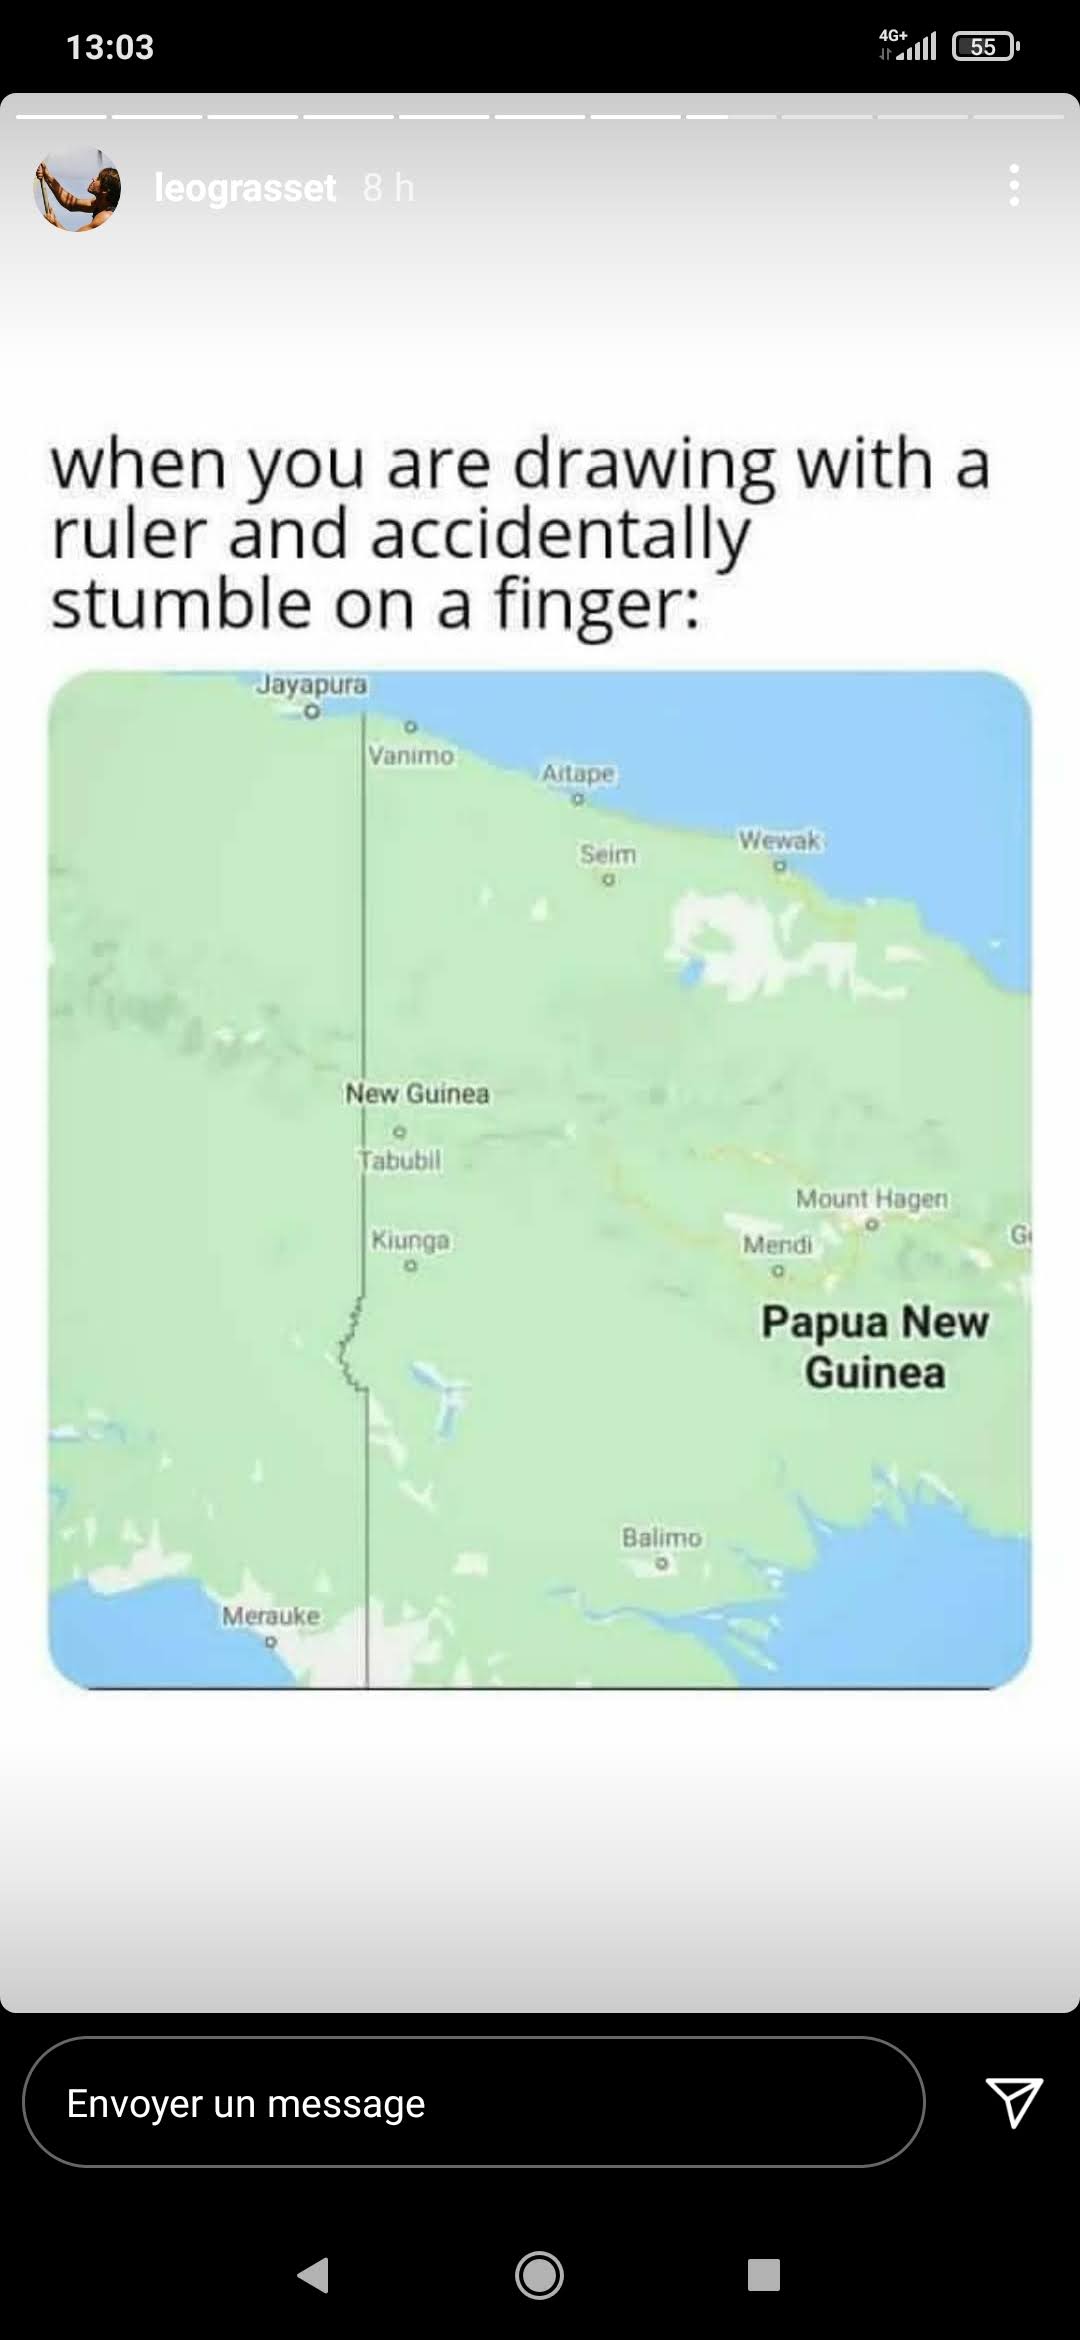 13:03
4G+
55
leograsset 8 h
when you are drawing with a
ruler and accidentally
stumble on a finger:
Jayapura
Vanimo
Aitape
Wewak
Seim
New Guinea
Tabubil
Mount Hagen
Kiunga
Mendi
Papua New
Guinea
Balimo
Merauke
Envoyer un message